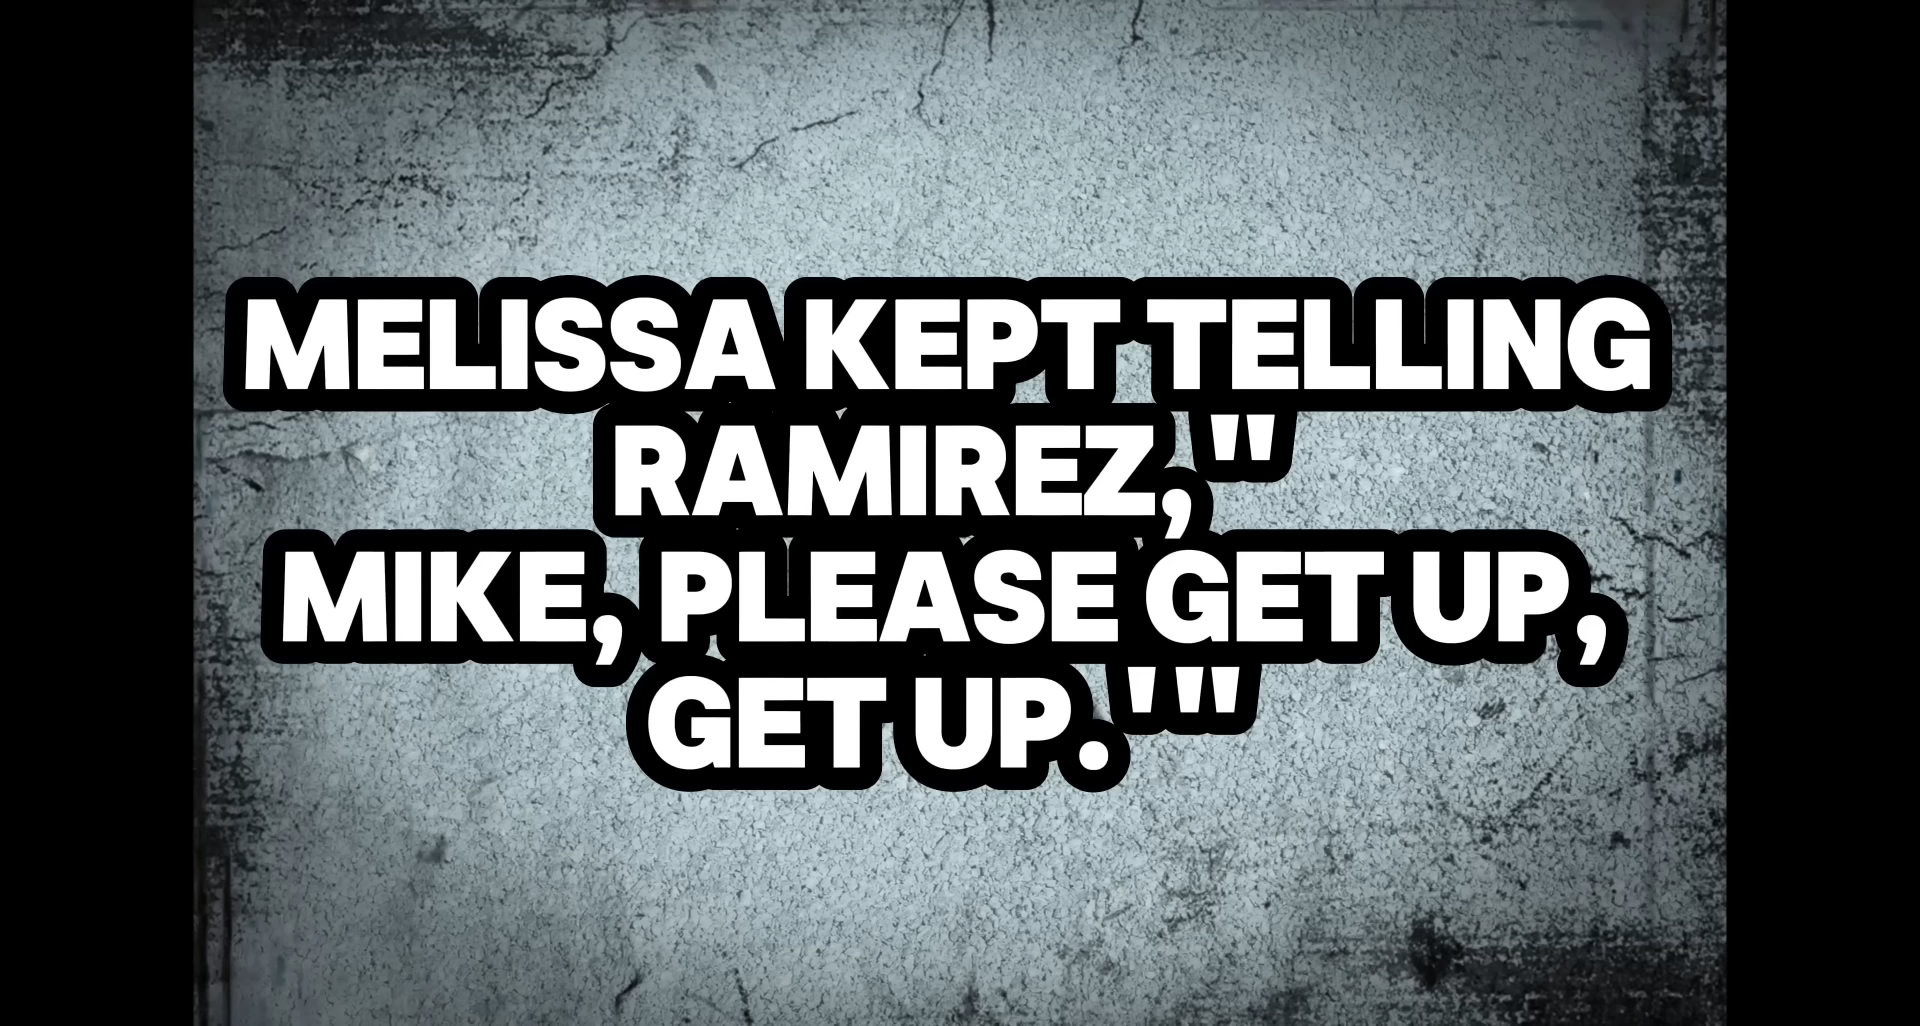 MELISSA KEPT TELLING
RAMIREZ, "
MIKE, PLEASE GET UP,
GET UP. ' "